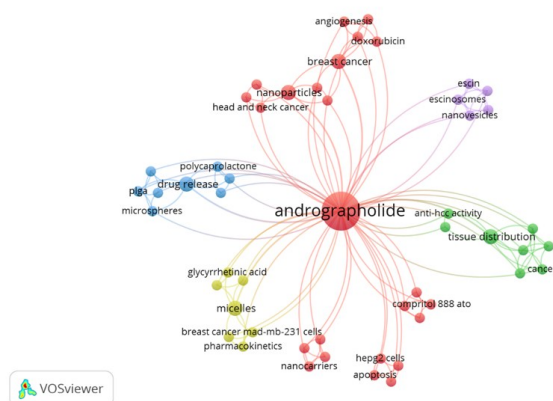 angiogenesis
doxorubicin
breast cancer
nanoparticles
head and neck cancer
escin
escinosomes
nanovesicles
polycaprolactone
plga
drug release
microspheres
andrographolide
anti-hcc activity
tissue distribution
cancer
glycyrrhetinic acid
micelles
compritol 888 ato
breast cancer mad-mb-231 cells
pharmacokinetics
nanocarriers
hepg2 cells
apoptosis
VOSviewer